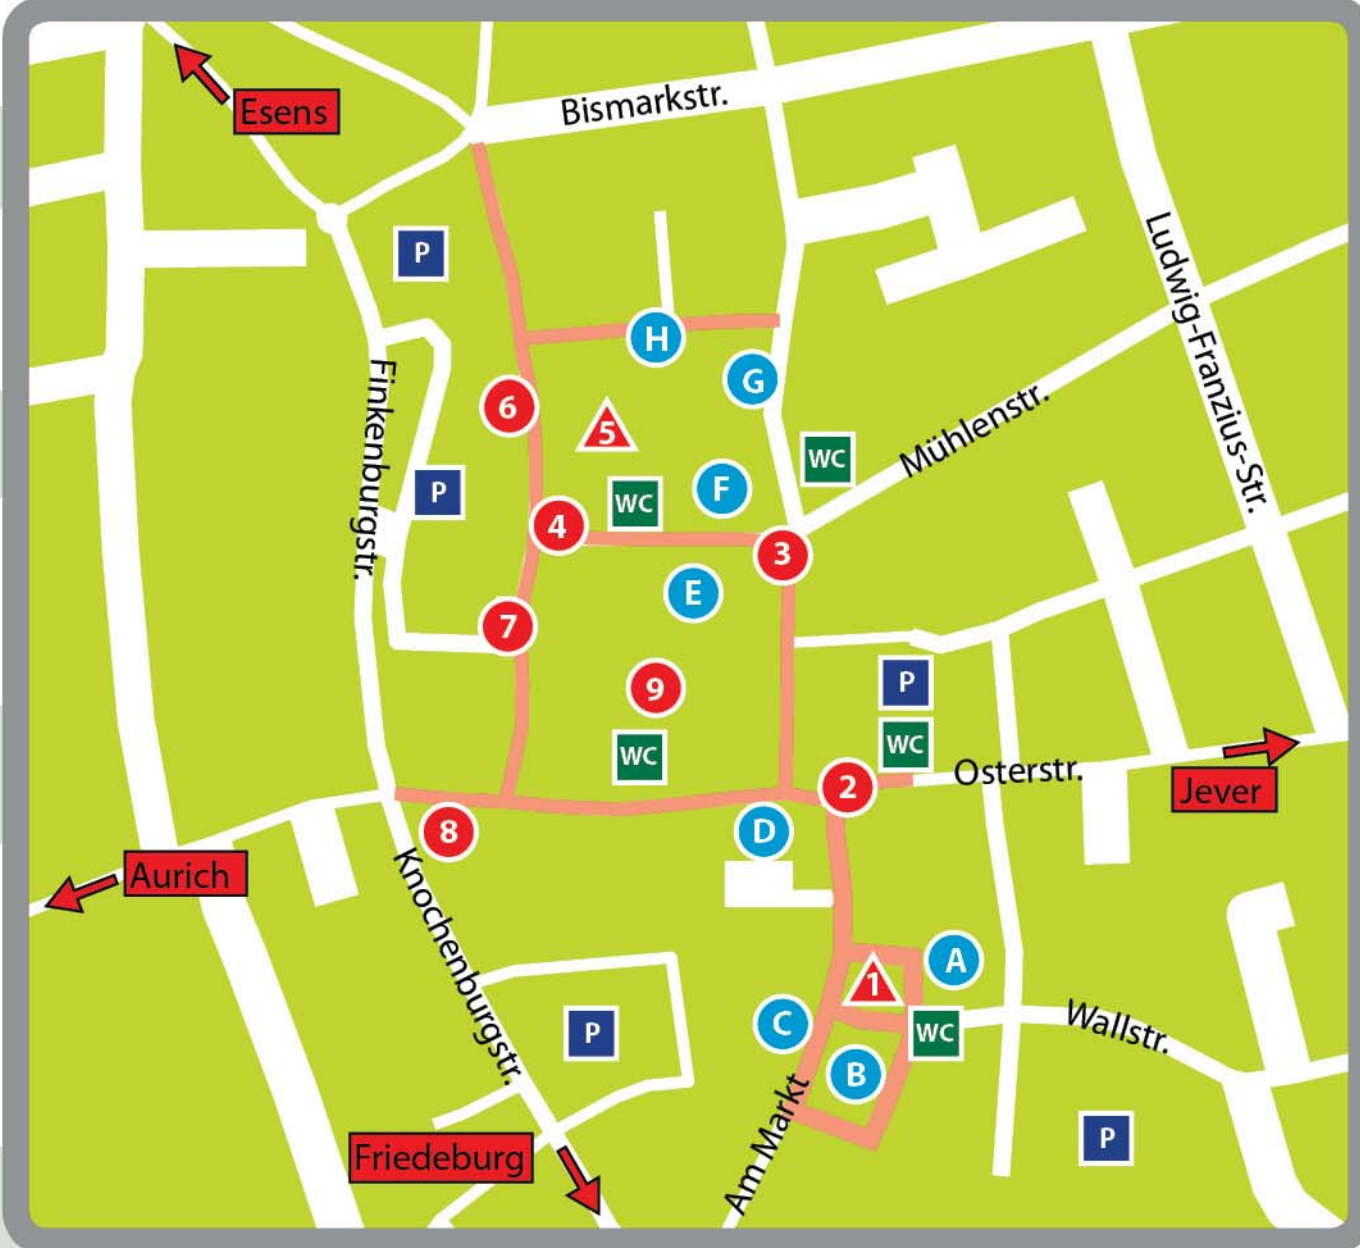 Bismarkstr.
Esens
P
Ludwig-Franzius-Str.
H
G
Finkenburgstr.
6
5
Mühlenstr.
WC
P
WC
F
4
3
E
7
9
P
WC
WC
Osterstr.
2
Jever
8
D
Aurich
Knochenburgstr.
A
1
C
WC
Wallstr.
P
B
Am Markt
P
Friedeburg